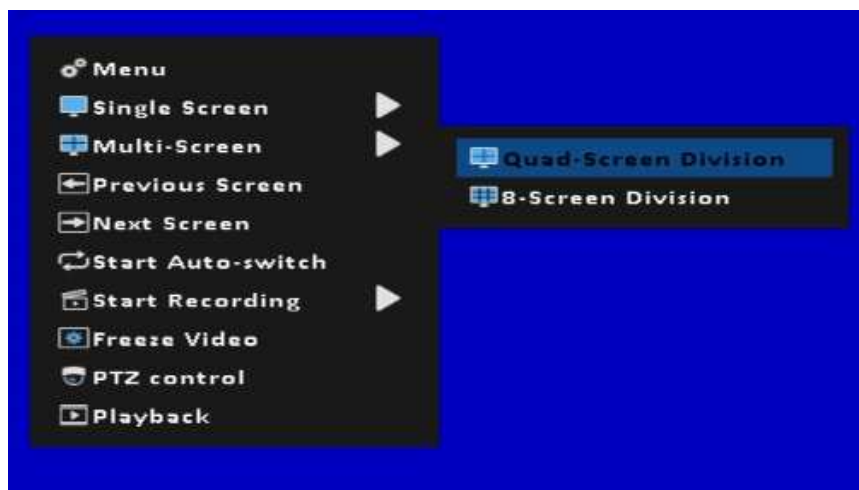 Menu
Single Screen
Multi-Screen
Previous Screen
Next Screen
Start Auto-switch
Start Recording
Freeze Video
PTZ control
Playback
Quad-Screen Division
8-Screen Division